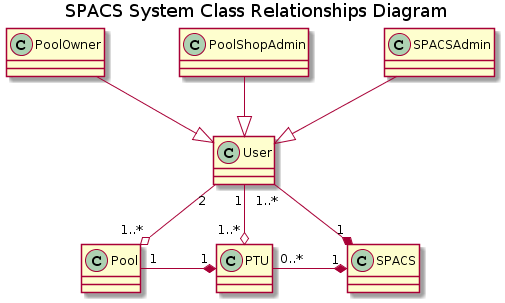 SPACS System Class Relationships Diagram
C PoolOwner
C PoolShopAdmin
C SPACSAdmin
C User
2
1
1..*
1..*
1..*
1
C Pool
1
1
C PTU
0..*
1
C SPACS